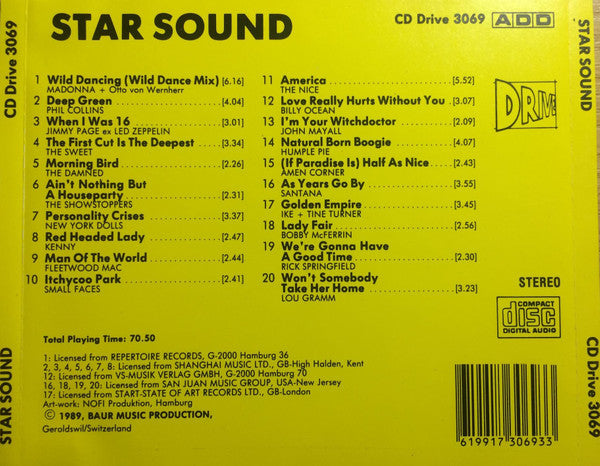 STAR SOUND
CD Drive 3069 ADD
CD Drive 3069
STAR SOUND
STAR SOUND
CD Drive 3069
1 Wild Dancing (Wild Dance Mix) [6.16]
MADONNA + Otto von Wernherr
2 Deep Green [4.04]
PHIL COLLINS
3 When I Was 16 [3.01]
JIMMY PAGE ex LED ZEPPELIN
4 The First Cut Is The Deepest [3.34]
THE SWEET
5 Morning Bird [2.26]
THE DAMNED
6 Ain't Nothing But
A Houseparty [2.31]
THE SHOWSTOPPERS
7 Personality Crises [3.37]
NEW YORK DOLLS
8 Red Headed Lady [2.47]
KENNY
9 Man Of The World [2.44]
FLEETWOOD MAC
10 Itchycoo Park [2.41]
SMALL FACES
11 America [5.52]
THE NICE
12 Love Really Hurts Without You [3.07]
BILLY OCEAN
13 I'm Your Witchdoctor [2.04]
JOHN MAYALL
14 Natural Born Boogie [4.08]
HUMPLE PIE
15 (If Paradise Is) Half As Nice [2.43]
AMEN CORNER
16 As Years Go By [3.55]
SANTANA
17 Golden Empire [3.45]
IKE + TINE TURNER
18 Lady Fair [2.56]
BOBBY McFERRIN
19 We're Gonna Have
A Good Time [2.30]
RICK SPRINGFIELD
20 Won't Somebody
Take Her Home [3.23]
LOU GRAMM
DRIVE
STEREO
COMPACT
disc
DIGITAL AUDIO
Total Playing Time: 70.50
1: Licensed from REPERTOIRE RECORDS, G-2000 Hamburg 36
2, 3, 4, 5, 6, 7, 8: Licensed from SHANGHAI MUSIC LTD., GB-High Halden, Kent
12: Licensed from VS-MUSIK VERLAG GMBH, G-2000 Hamburg 70
16, 18, 19, 20: Licensed from SAN JUAN MUSIC GROUP, USA-New Jersey
17: Licensed from START-STATE OF ART RECORDS LTD., GB-London
Art-work: NOFI Produktion, Hamburg
© 1989, BAUR MUSIC PRODUCTION,
Geroldswil/Switzerland
619917 306933